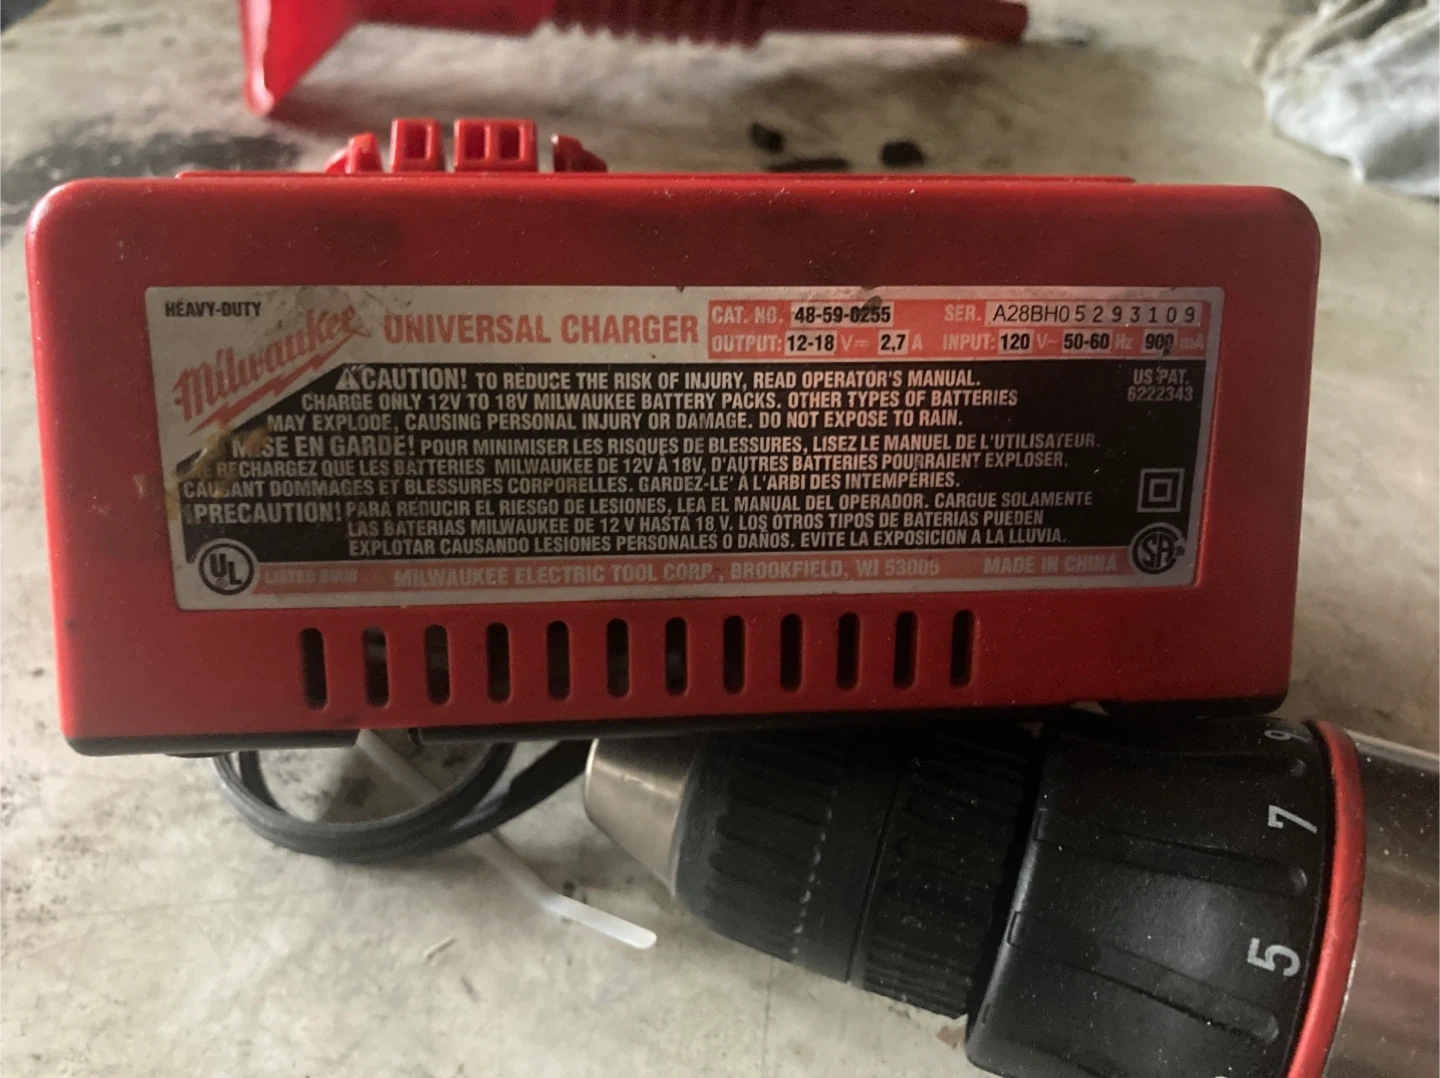 HEAVY-DUTY
Milwaukee
UNIVERSAL CHARGER
CAT. NO. 48-59-0255
SER. A28BH05293109
OUTPUT: 12-18 V 2,7 A INPUT: 120 V~ 50-60 Hz 900 mA
CAUTION! TO REDUCE THE RISK OF INJURY, READ OPERATOR'S MANUAL.
CHARGE ONLY 12V TO 18V MILWAUKEE BATTERY PACKS. OTHER TYPES OF BATTERIES
MAY EXPLODE, CAUSING PERSONAL INJURY OR DAMAGE. DO NOT EXPOSE TO RAIN.
US PAT.
6222343
MISE EN GARDE! POUR MINIMISER LES RISQUES DE BLESSURES, LISEZ LE MANUEL DE L'UTILISATEUR.
RECHARGEZ QUE LES BATTERIES MILWAUKEE DE 12V À 18V, D'AUTRES BATTERIES POURRAIENT EXPLOSER,
CAUSANT DOMMAGES ET BLESSURES CORPORELLES. GARDEZ-LE' À L'ARBI DES INTEMPÉRIES.
¡PRECAUTION! PARA REDUCIR EL RIESGO DE LESIONES, LEA EL MANUAL DEL OPERADOR. CARGUE SOLAMENTE
LAS BATERIAS MILWAUKEE DE 12 V HASTA 18 V. LOS OTROS TIPOS DE BATERIAS PUEDEN
EXPLOTAR CAUSANDO LESIONES PERSONALES O DAÑOS. EVITE LA EXPOSICION A LA LLUVIA.
UL
LISTED
MILWAUKEE ELECTRIC TOOL CORP., BROOKFIELD, WI 53005
MADE IN CHINA
SA
9
7
5